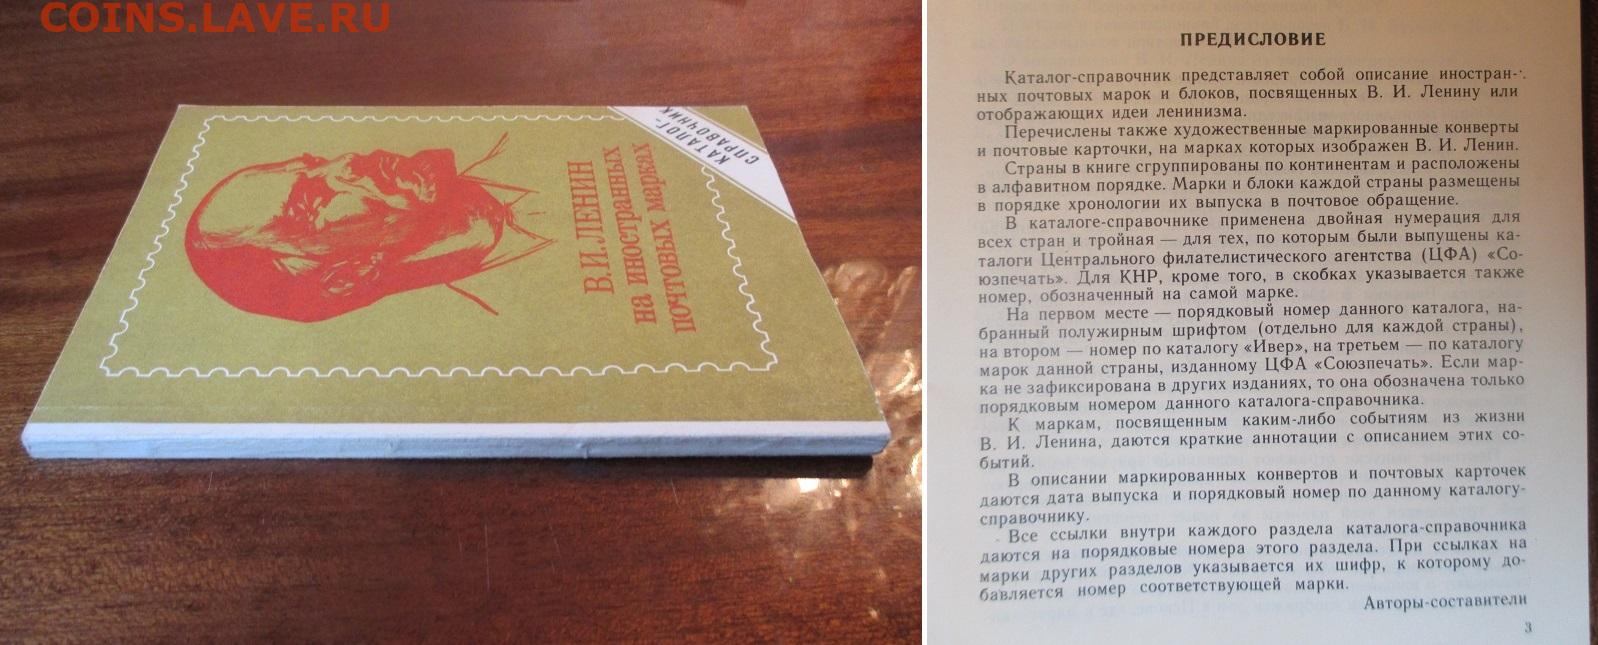 COINS.LAVE.RU
КАТАЛОГ-
СПРАВОЧНИК
В.И.ЛЕНИН
на иностранных
почтовых марках
ПРЕДИСЛОВИЕ
Каталог-справочник представляет собой описание иностран-
ных почтовых марок и блоков, посвященных В. И. Ленину или
отображающих идеи ленинизма.
Перечислены также художественные маркированные конверты
и почтовые карточки, на марках которых изображен В. И. Ленин.
Страны в книге сгруппированы по континентам и расположены
в алфавитном порядке. Марки и блоки каждой страны размещены
в порядке хронологии их выпуска в почтовое обращение.
В каталоге-справочнике применена двойная нумерация для
всех стран и тройная — для тех, по которым были выпущены ка-
талоги Центрального филателистического агентства (ЦФА) «Со-
юзпечать». Для КНР, кроме того, в скобках указывается также
номер, обозначенный на самой марке.
На первом месте — порядковый номер данного каталога, на-
бранный полужирным шрифтом (отдельно для каждой страны),
на втором — номер по каталогу «Ивер», на третьем — по каталогу
марок данной страны, изданному ЦФА «Союзпечать». Если мар-
ка не зафиксирована в других изданиях, то она обозначена только
порядковым номером данного каталога-справочника.
К маркам, посвященным каким-либо событиям из жизни
В. И. Ленина, даются краткие аннотации с описанием этих со-
бытий.
В описании маркированных конвертов и почтовых карточек
даются дата выпуска и порядковый номер по данному каталогу-
справочнику.
Все ссылки внутри каждого раздела каталога-справочника
даются на порядковые номера этого раздела. При ссылках на
марки других разделов указывается их шифр, к которому до-
бавляется номер соответствующей марки.
Авторы-составители
3